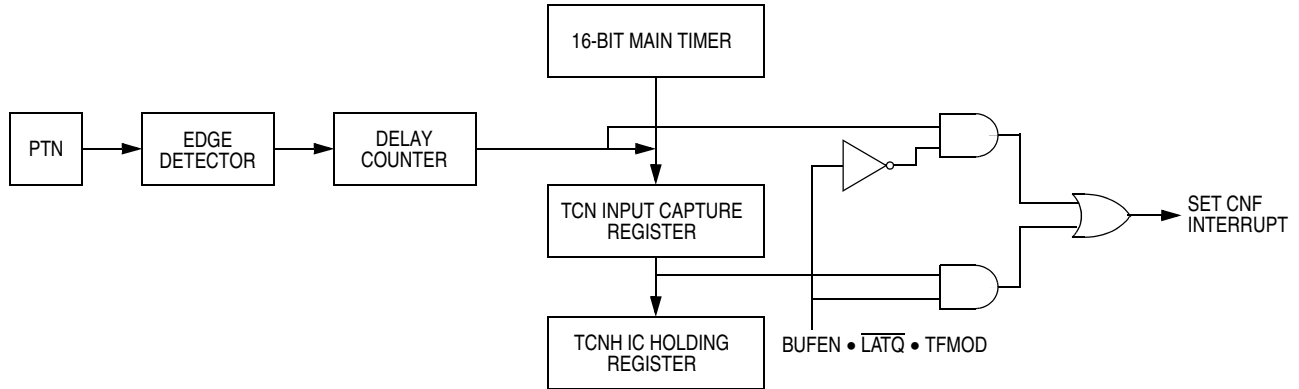 16-BIT MAIN TIMER
PTN
EDGE
DETECTOR
DELAY
COUNTER
TCN INPUT CAPTURE
REGISTER
SET CNF
INTERRUPT
TCNH IC HOLDING
REGISTER
BUFEN • L̅A̅T̅Q̅ • TFMOD